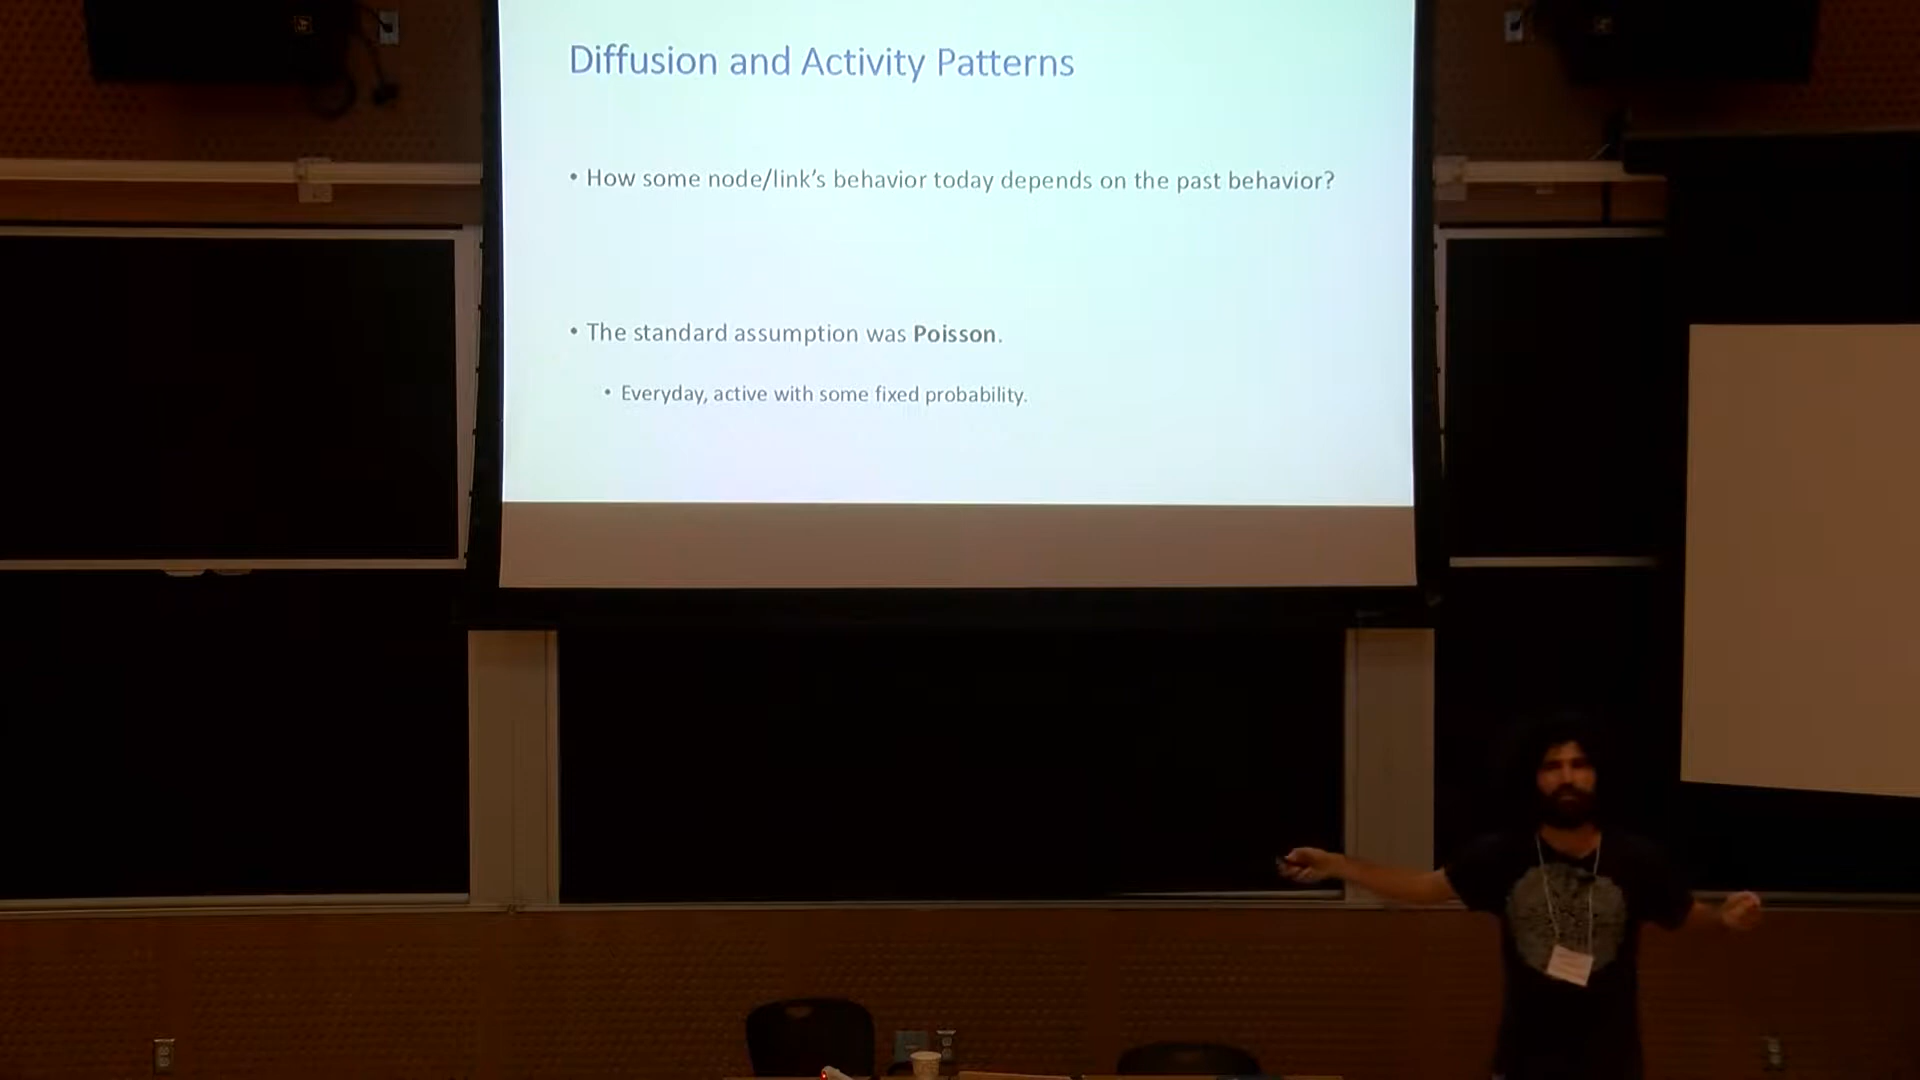 Diffusion and Activity Patterns
• How some node/link’s behavior today depends on the past behavior?
• The standard assumption was Poisson.
• Everyday, active with some fixed probability.